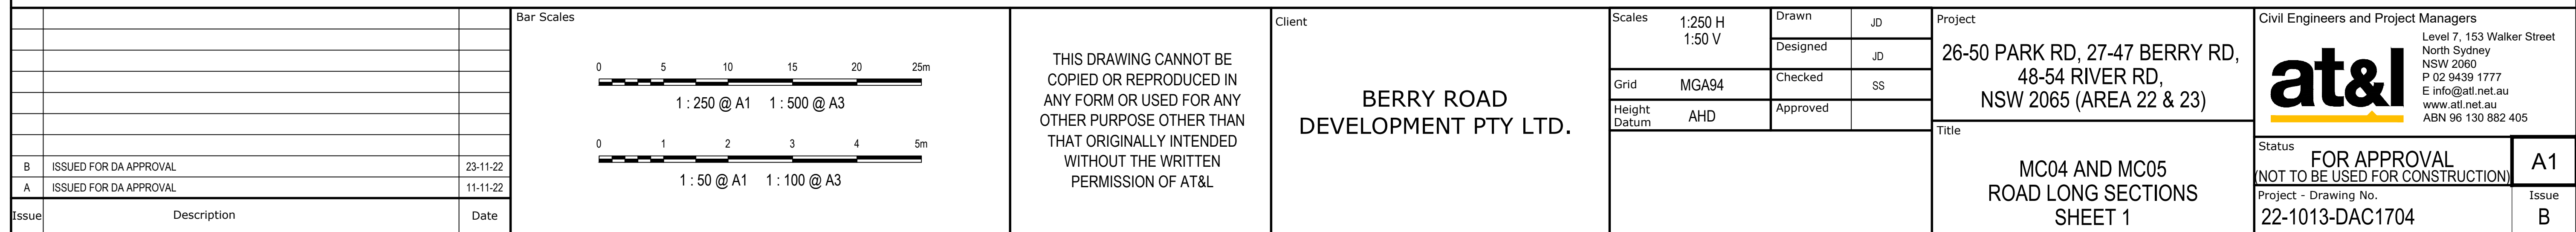 B ISSUED FOR DA APPROVAL 23-11-22
A ISSUED FOR DA APPROVAL 11-11-22
Issue Description Date
Bar Scales
0 5 10 15 20 25m
1 : 250 @ A1 1 : 500 @ A3
0 1 2 3 4 5m
1 : 50 @ A1 1 : 100 @ A3
THIS DRAWING CANNOT BE
COPIED OR REPRODUCED IN
ANY FORM OR USED FOR ANY
OTHER PURPOSE OTHER THAN
THAT ORIGINALLY INTENDED
WITHOUT THE WRITTEN
PERMISSION OF AT&L
Client
BERRY ROAD
DEVELOPMENT PTY LTD.
Scales 1:250 H
1:50 V
Grid MGA94
Height
Datum AHD
Drawn JD
Designed JD
Checked SS
Approved
Project
26-50 PARK RD, 27-47 BERRY RD,
48-54 RIVER RD,
NSW 2065 (AREA 22 & 23)
Title
MC04 AND MC05
ROAD LONG SECTIONS
SHEET 1
Civil Engineers and Project Managers
at&l
Level 7, 153 Walker Street
North Sydney
NSW 2060
P 02 9439 1777
E info@atl.net.au
www.atl.net.au
ABN 96 130 882 405
Status
FOR APPROVAL
(NOT TO BE USED FOR CONSTRUCTION)
A1
Project - Drawing No. Issue
22-1013-DAC1704 B